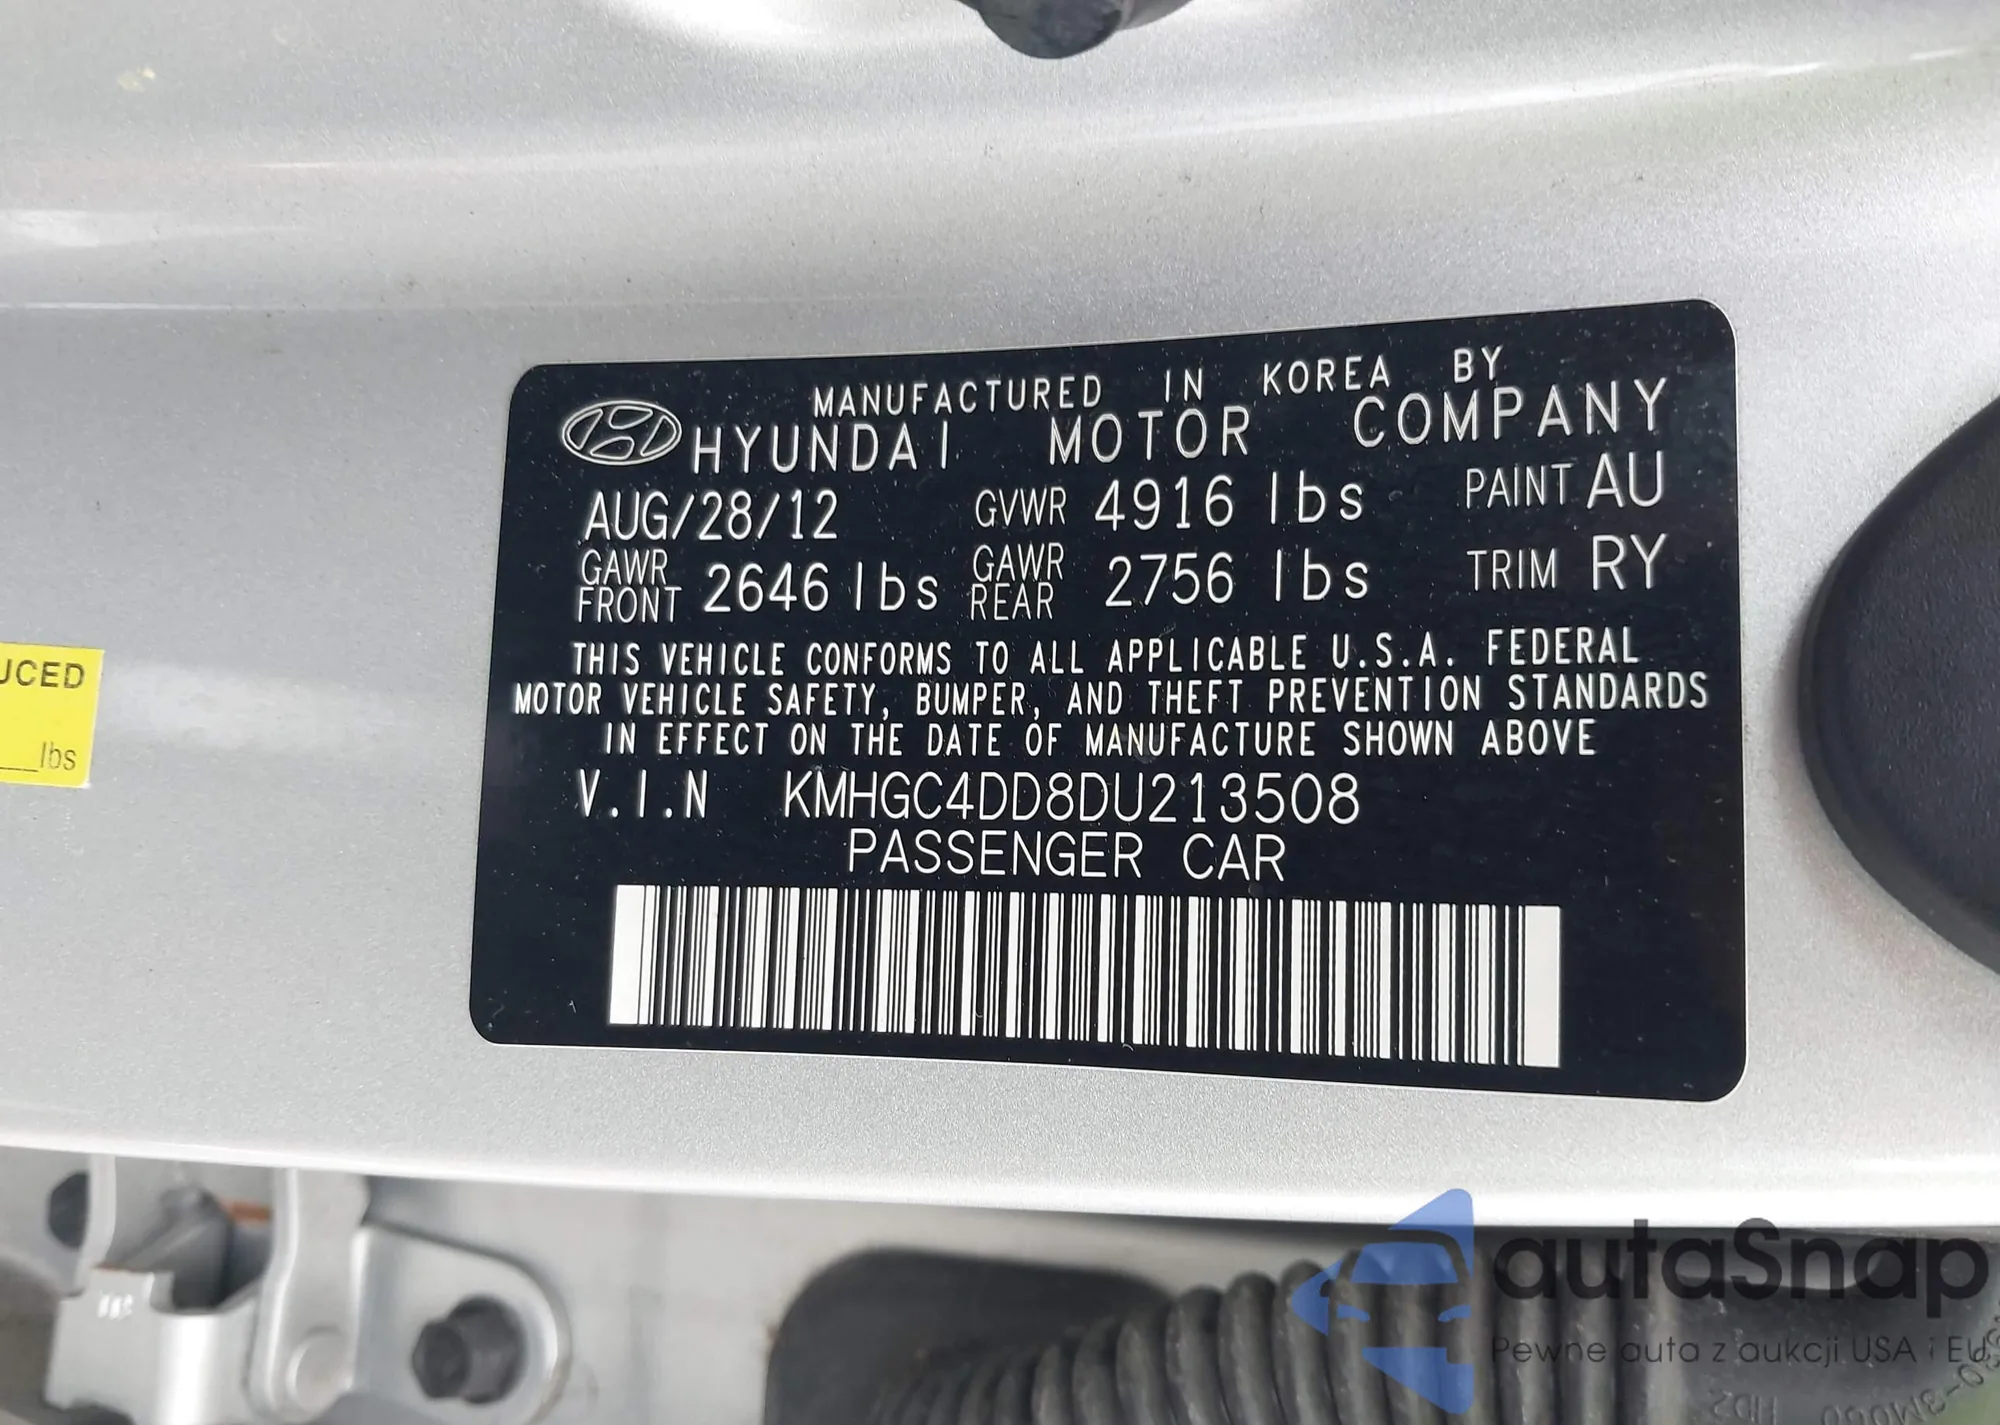 MANUFACTURED IN KOREA BY
HYUNDAI MOTOR COMPANY
AUG/28/12 GVWR 4916 lbs PAINT AU
GAWR FRONT 2646 lbs GAWR REAR 2756 lbs TRIM RY
THIS VEHICLE CONFORMS TO ALL APPLICABLE U.S.A. FEDERAL
MOTOR VEHICLE SAFETY, BUMPER, AND THEFT PREVENTION STANDARDS
IN EFFECT ON THE DATE OF MANUFACTURE SHOWN ABOVE
V.I.N KMHGC4DD8DU213508
PASSENGER CAR
UCED
lbs
autaSnap
Pewne auta z aukcji USA i EU